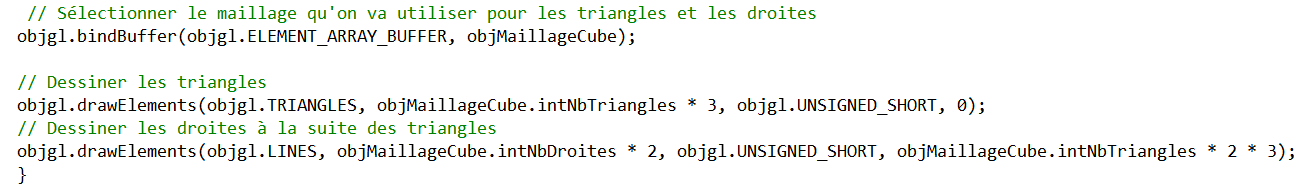 // Sélectionner le maillage qu'on va utiliser pour les triangles et les droites
objgl.bindBuffer(objgl.ELEMENT_ARRAY_BUFFER, objMaillageCube);
// Dessiner les triangles
objgl.drawElements(objgl.TRIANGLES, objMaillageCube.intNbTriangles * 3, objgl.UNSIGNED_SHORT, 0);
// Dessiner les droites à la suite des triangles
objgl.drawElements(objgl.LINES, objMaillageCube.intNbDroites * 2, objgl.UNSIGNED_SHORT, objMaillageCube.intNbTriangles * 2 * 3);
}